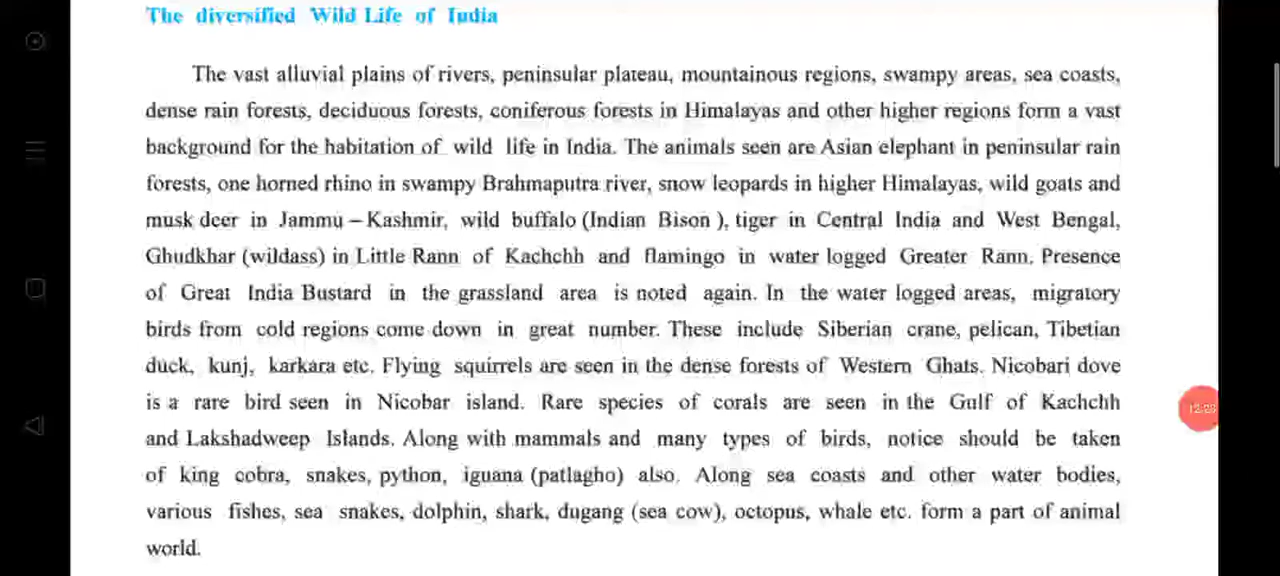 The diversified Wild Life of India
The vast alluvial plains of rivers, peninsular plateau, mountainous regions, swampy areas, sea coasts,
dense rain forests, deciduous forests, coniferous forests in Himalayas and other higher regions form a vast
background for the habitation of wild life in India. The animals seen are Asian elephant in peninsular rain
forests, one horned rhino in swampy Brahmaputra river, snow leopards in higher Himalayas, wild goats and
musk deer in Jammu – Kashmir, wild buffalo (Indian Bison ), tiger in Central India and West Bengal,
Ghudkhar (wildass) in Little Rann of Kachchh and flamingo in water logged Greater Rann. Presence
of Great India Bustard in the grassland area is noted again. In the water logged areas, migratory
birds from cold regions come down in great number. These include Siberian crane, pelican, Tibetian
duck, kunj, karkara etc. Flying squirrels are seen in the dense forests of Western Ghats. Nicobari dove
is a rare bird seen in Nicobar island. Rare species of corals are seen in the Gulf of Kachchh
and Lakshadweep Islands. Along with mammals and many types of birds, notice should be taken
of king cobra, snakes, python, iguana (patlagho) also. Along sea coasts and other water bodies,
various fishes, sea snakes, dolphin, shark, dugang (sea cow), octopus, whale etc. form a part of animal
world.
12:23